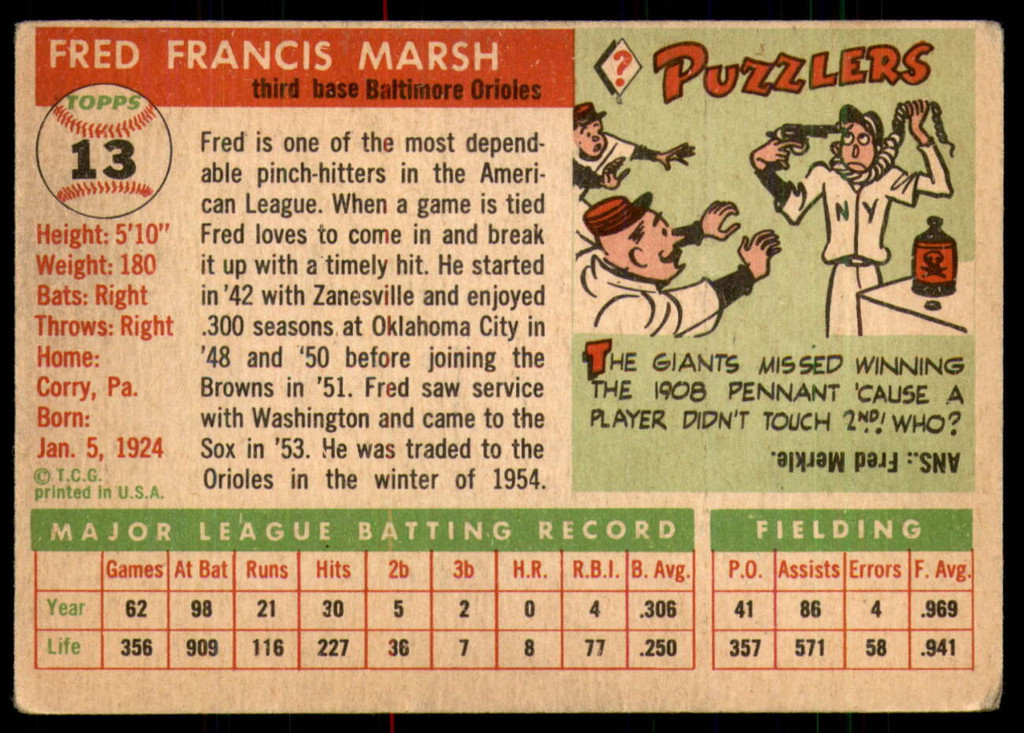 FRED FRANCIS MARSH
third base Baltimore Orioles
TOPPS
13
Height: 5'10"
Weight: 180
Bats: Right
Throws: Right
Home:
Corry, Pa.
Born:
Jan. 5, 1924
© T.C.G.
printed in U.S.A.
Fred is one of the most depend-
able pinch-hitters in the Ameri-
can League. When a game is tied
Fred loves to come in and break
it up with a timely hit. He started
in '42 with Zanesville and enjoyed
.300 seasons at Oklahoma City in
'48 and '50 before joining the
Browns in '51. Fred saw service
with Washington and came to the
Sox in '53. He was traded to the
Orioles in the winter of 1954.
? PUZZLERS
NY
THE GIANTS MISSED WINNING
THE 1908 PENNANT 'CAUSE A
PLAYER DIDN'T TOUCH 2ND! WHO?
ANS.: Fred Merkle.
MAJOR LEAGUE BATTING RECORD
Games At Bat Runs Hits 2b 3b H.R. R.B.I. B. Avg.
Year 62 98 21 30 5 2 0 4 .306
Life 356 909 116 227 36 7 8 77 .250
FIELDING
P.O. Assists Errors F. Avg.
41 86 4 .969
357 571 58 .941